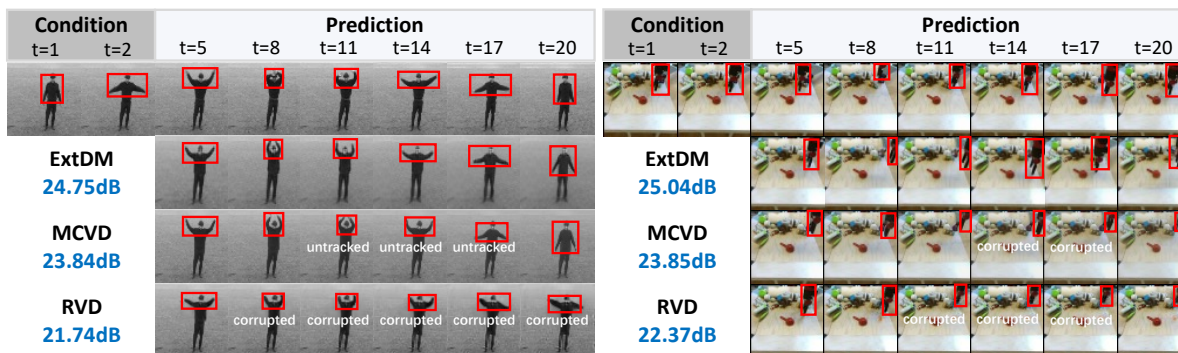 Condition Prediction
t=1 t=2 t=5 t=8 t=11 t=14 t=17 t=20
ExtDM
24.75dB
MCVD
23.84dB
untracked untracked untracked
RVD
21.74dB
corrupted corrupted corrupted corrupted corrupted
Condition Prediction
t=1 t=2 t=5 t=8 t=11 t=14 t=17 t=20
ExtDM
25.04dB
MCVD
23.85dB
corrupted corrupted
RVD
22.37dB
corrupted corrupted corrupted